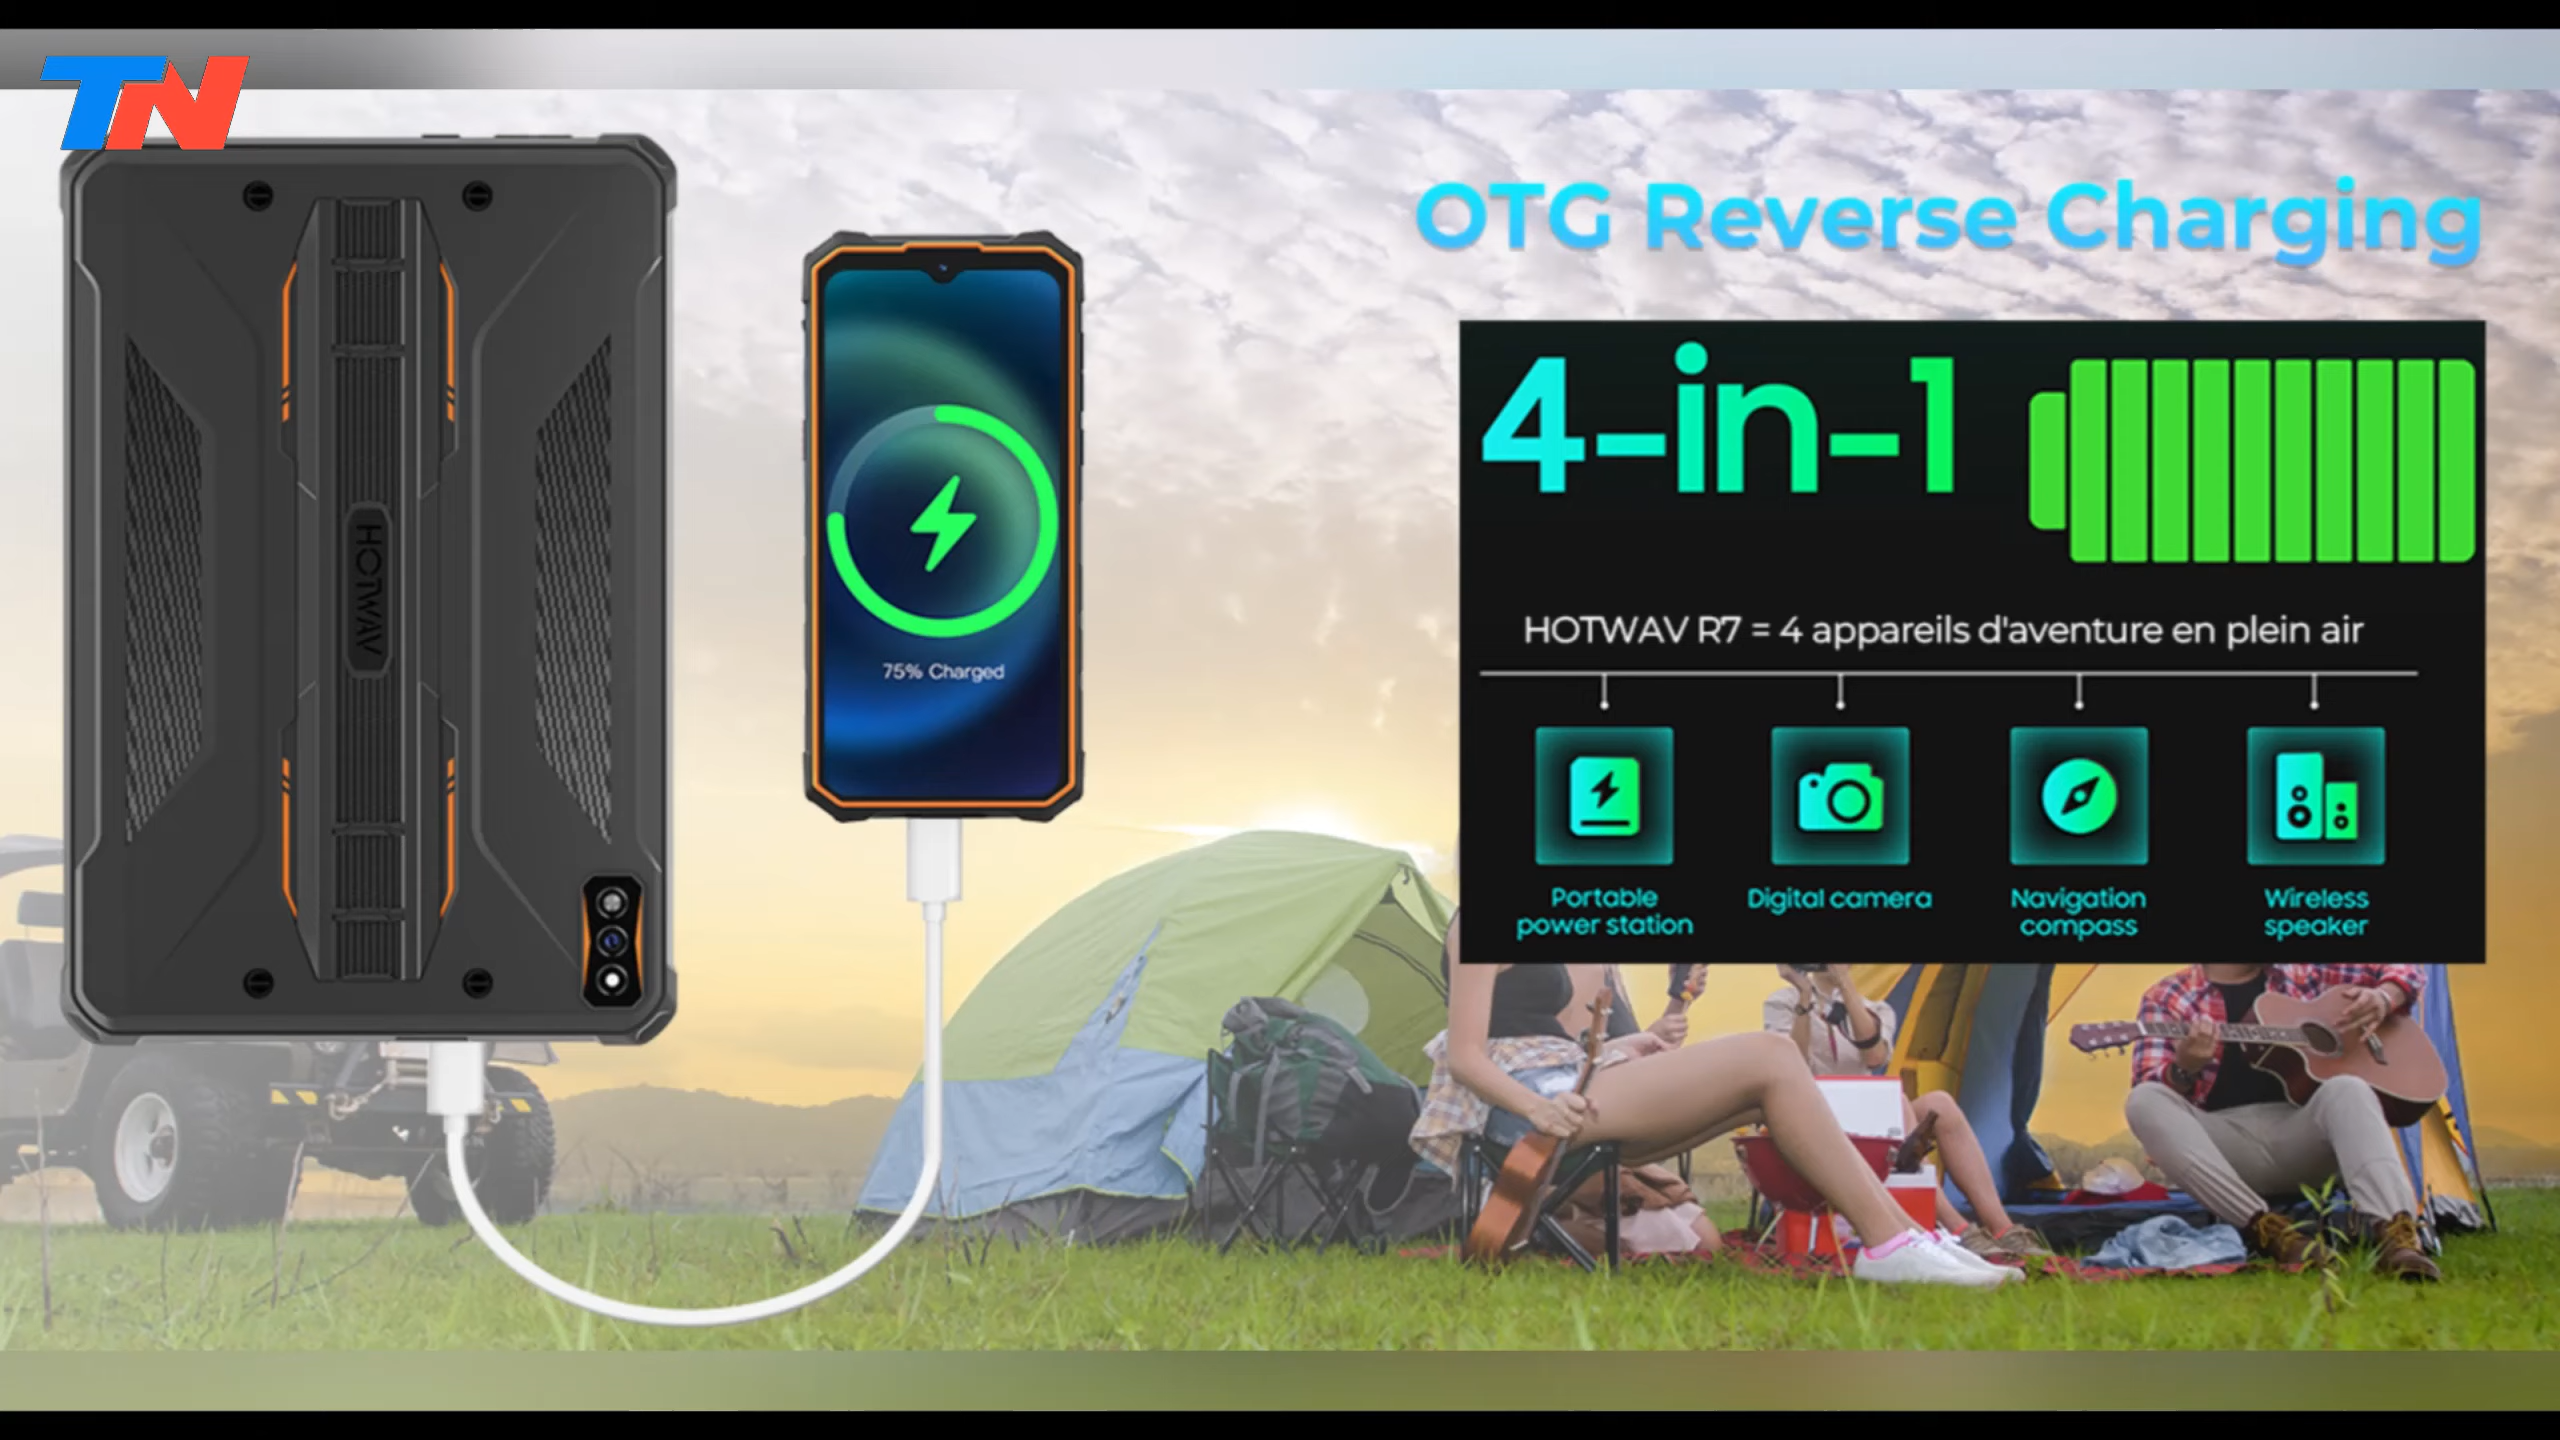 TN
OTG Reverse Charging
4-in-1
HOTWAV
75% Charged
HOTWAV R7 = 4 appareils d'aventure en plein air
Portable
power station
Digital camera
Navigation
compass
Wireless
speaker